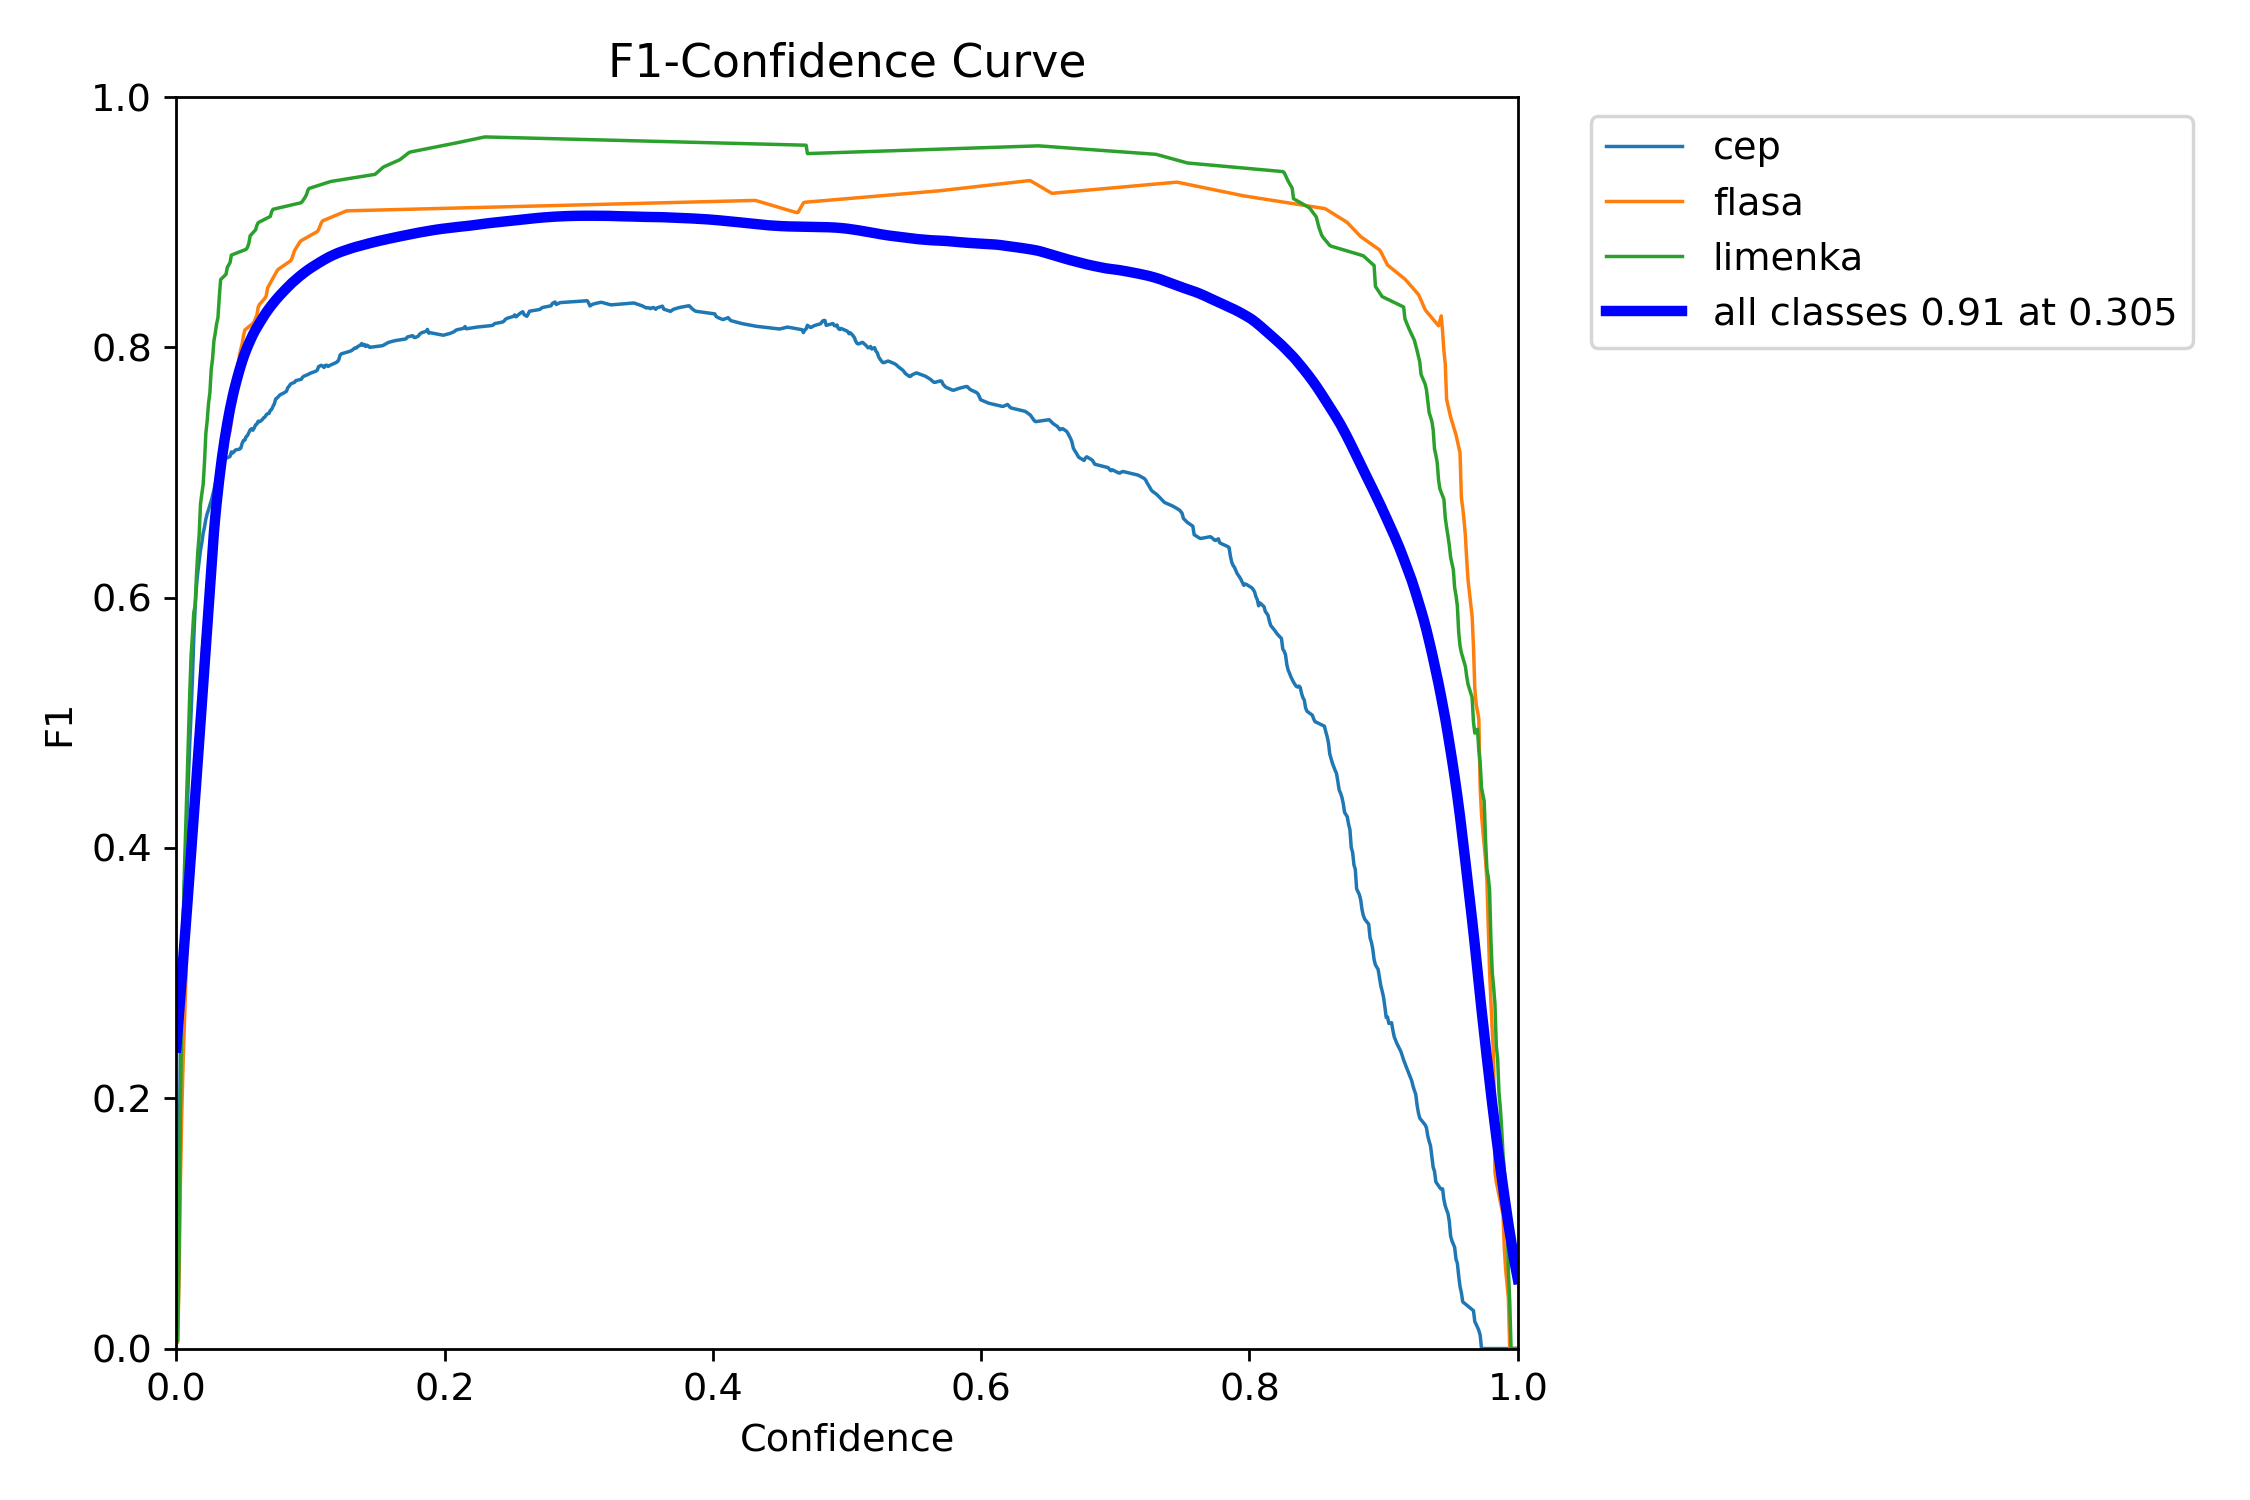 F1-Confidence Curve
cep
flasa
limenka
all classes 0.91 at 0.305
1.0
0.8
0.6
0.4
0.2
0.0
F1
0.0 0.2 0.4 0.6 0.8 1.0
Confidence